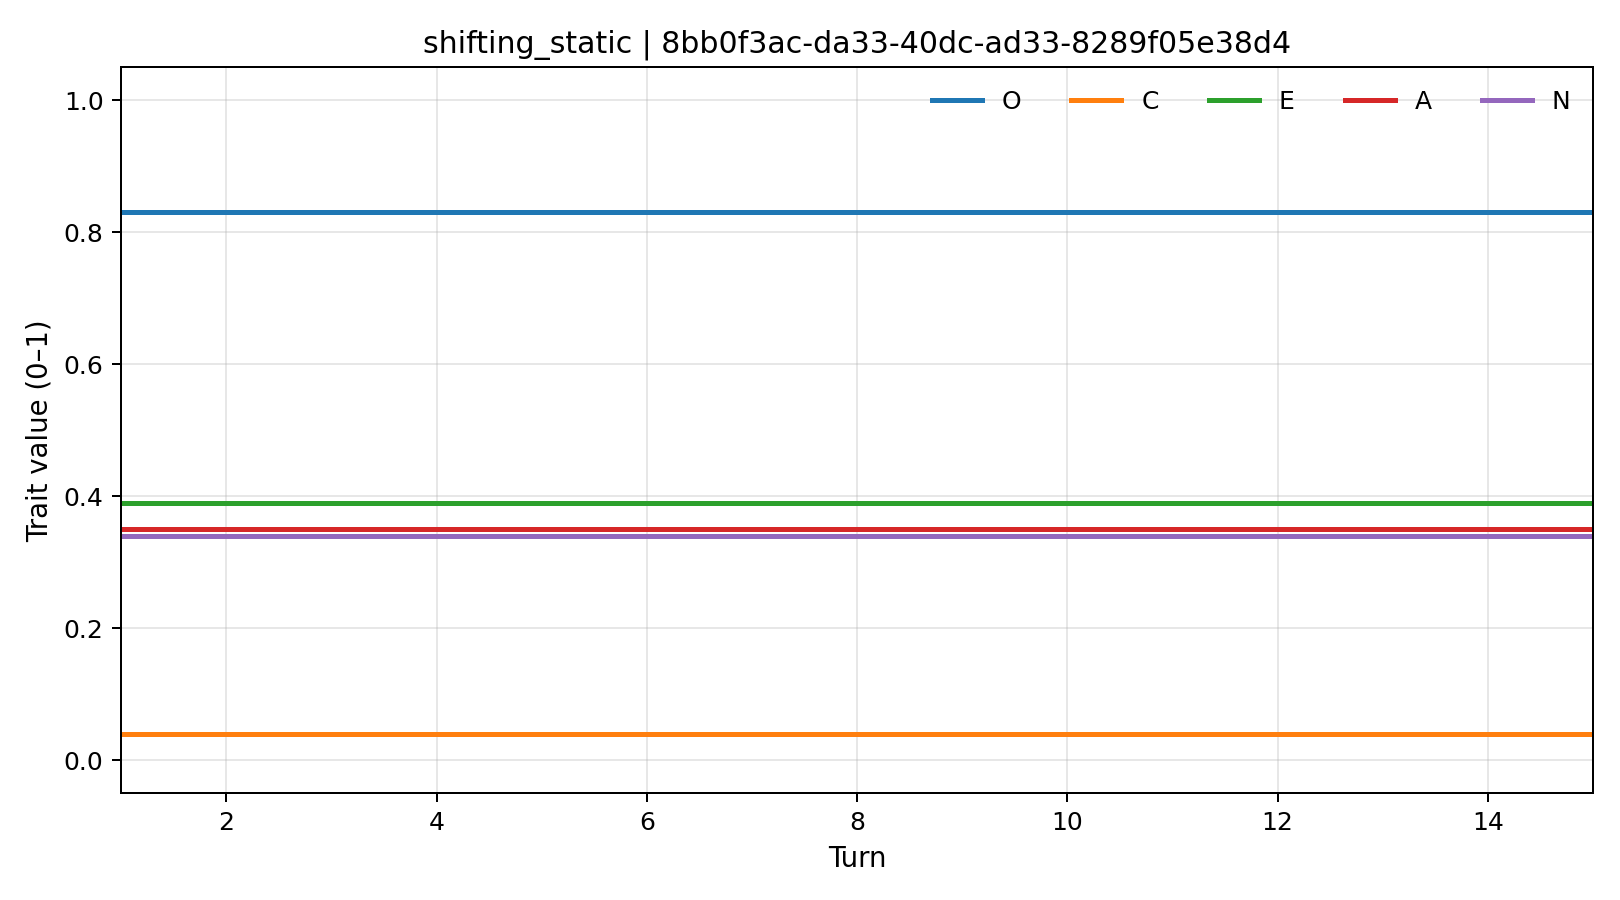 shifting_static | 8bb0f3ac-da33-40dc-ad33-8289f05e38d4
O C E A N
Trait value (0–1)
1.0
0.8
0.6
0.4
0.2
0.0
2 4 6 8 10 12 14
Turn